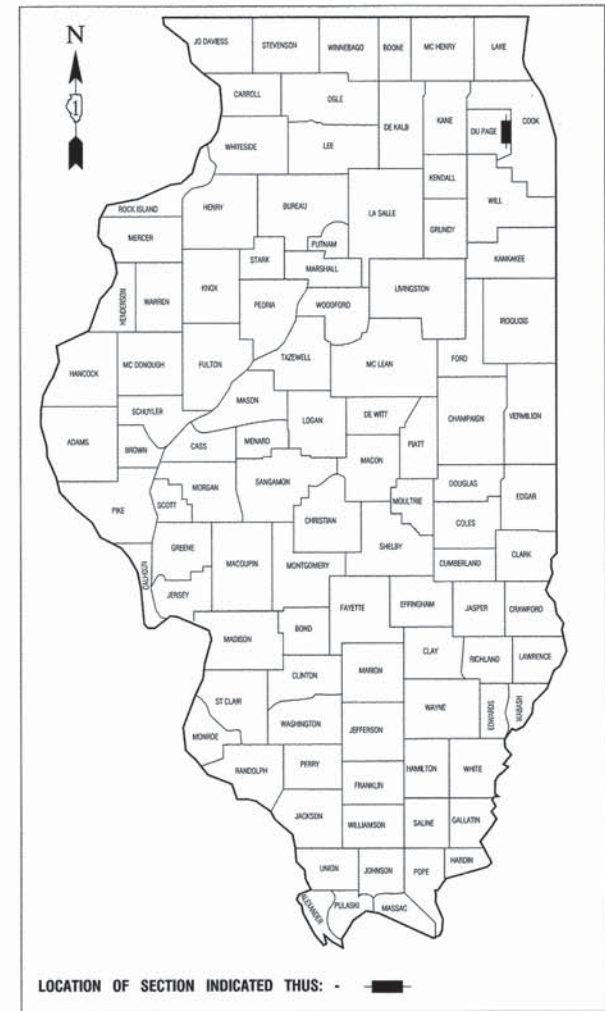 N
1
JO DAVIESS STEVENSON WINNEBAGO BOONE MC HENRY LAKE
CARROLL OGLE DE KALB KANE DU PAGE COOK
WHITESIDE LEE KENDALL WILL
ROCK ISLAND HENRY BUREAU LA SALLE GRUNDY
MERCER PUTNAM KANKAKEE
STARK MARSHALL
HENDERSON WARREN KNOX PEORIA WOODFORD LIVINGSTON IROQUOIS
HANCOCK MC DONOUGH FULTON TAZEWELL MC LEAN FORD
SCHUYLER MASON LOGAN DE WITT CHAMPAIGN VERMILION
ADAMS BROWN CASS MENARD MACON PIATT
PIKE SCOTT MORGAN SANGAMON MOULTRIE DOUGLAS EDGAR
CHRISTIAN COLES
GREENE MACOUPIN MONTGOMERY SHELBY CUMBERLAND CLARK
CALHOUN JERSEY
FAYETTE EFFINGHAM JASPER CRAWFORD
MADISON BOND
CLINTON MARION CLAY RICHLAND LAWRENCE
ST CLAIR WASHINGTON JEFFERSON WAYNE EDWARDS WABASH
MONROE
RANDOLPH PERRY FRANKLIN HAMILTON WHITE
JACKSON WILLIAMSON SALINE GALLATIN
UNION JOHNSON POPE HARDIN
ALEXANDER PULASKI MASSAC
LOCATION OF SECTION INDICATED THUS: -